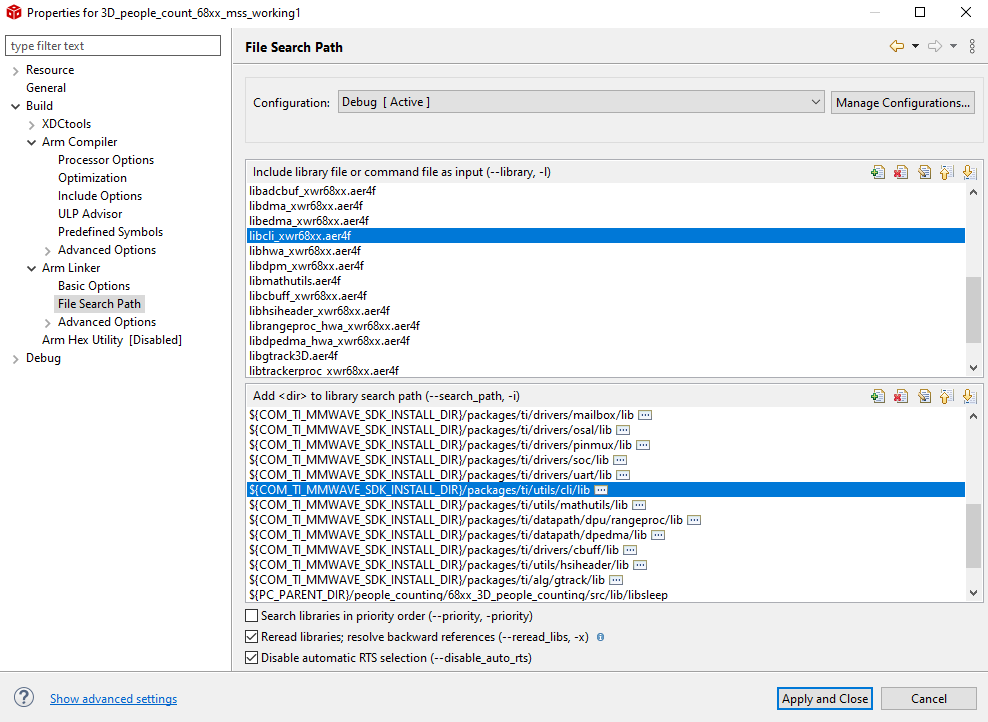 Properties for 3D_people_count_68xx_mss_working1
type filter text
Resource
General
Build
XDCtools
Arm Compiler
Processor Options
Optimization
Include Options
ULP Advisor
Predefined Symbols
Advanced Options
Arm Linker
Basic Options
File Search Path
Advanced Options
Arm Hex Utility [Disabled]
Debug
File Search Path
Configuration:
Debug [ Active ]
Manage Configurations...
Include library file or command file as input (--library, -l)
libadcbuf_xwr68xx.aer4f
libdma_xwr68xx.aer4f
libedma_xwr68xx.aer4f
libcli_xwr68xx.aer4f
libhwa_xwr68xx.aer4f
libdpm_xwr68xx.aer4f
libmathutils.aer4f
libcbuff_xwr68xx.aer4f
libhsiheader_xwr68xx.aer4f
librangeproc_hwa_xwr68xx.aer4f
libdpedma_hwa_xwr68xx.aer4f
libgtrack3D.aer4f
libtrackerproc_xwr68xx.aer4f
Add <dir> to library search path (--search_path, -i)
${COM_TI_MMWAVE_SDK_INSTALL_DIR}/packages/ti/drivers/mailbox/lib
${COM_TI_MMWAVE_SDK_INSTALL_DIR}/packages/ti/drivers/osal/lib
${COM_TI_MMWAVE_SDK_INSTALL_DIR}/packages/ti/drivers/pinmux/lib
${COM_TI_MMWAVE_SDK_INSTALL_DIR}/packages/ti/drivers/soc/lib
${COM_TI_MMWAVE_SDK_INSTALL_DIR}/packages/ti/drivers/uart/lib
${COM_TI_MMWAVE_SDK_INSTALL_DIR}/packages/ti/utils/cli/lib
${COM_TI_MMWAVE_SDK_INSTALL_DIR}/packages/ti/utils/mathutils/lib
${COM_TI_MMWAVE_SDK_INSTALL_DIR}/packages/ti/datapath/dpu/rangeproc/lib
${COM_TI_MMWAVE_SDK_INSTALL_DIR}/packages/ti/datapath/dpedma/lib
${COM_TI_MMWAVE_SDK_INSTALL_DIR}/packages/ti/drivers/cbuff/lib
${COM_TI_MMWAVE_SDK_INSTALL_DIR}/packages/ti/utils/hsiheader/lib
${COM_TI_MMWAVE_SDK_INSTALL_DIR}/packages/ti/alg/gtrack/lib
${PC_PARENT_DIR}/people_counting/68xx_3D_people_counting/src/lib/libsleep
Search libraries in priority order (--priority, -priority)
Reread libraries; resolve backward references (--reread_libs, -x)
Disable automatic RTS selection (--disable_auto_rts)
Show advanced settings
Apply and Close
Cancel